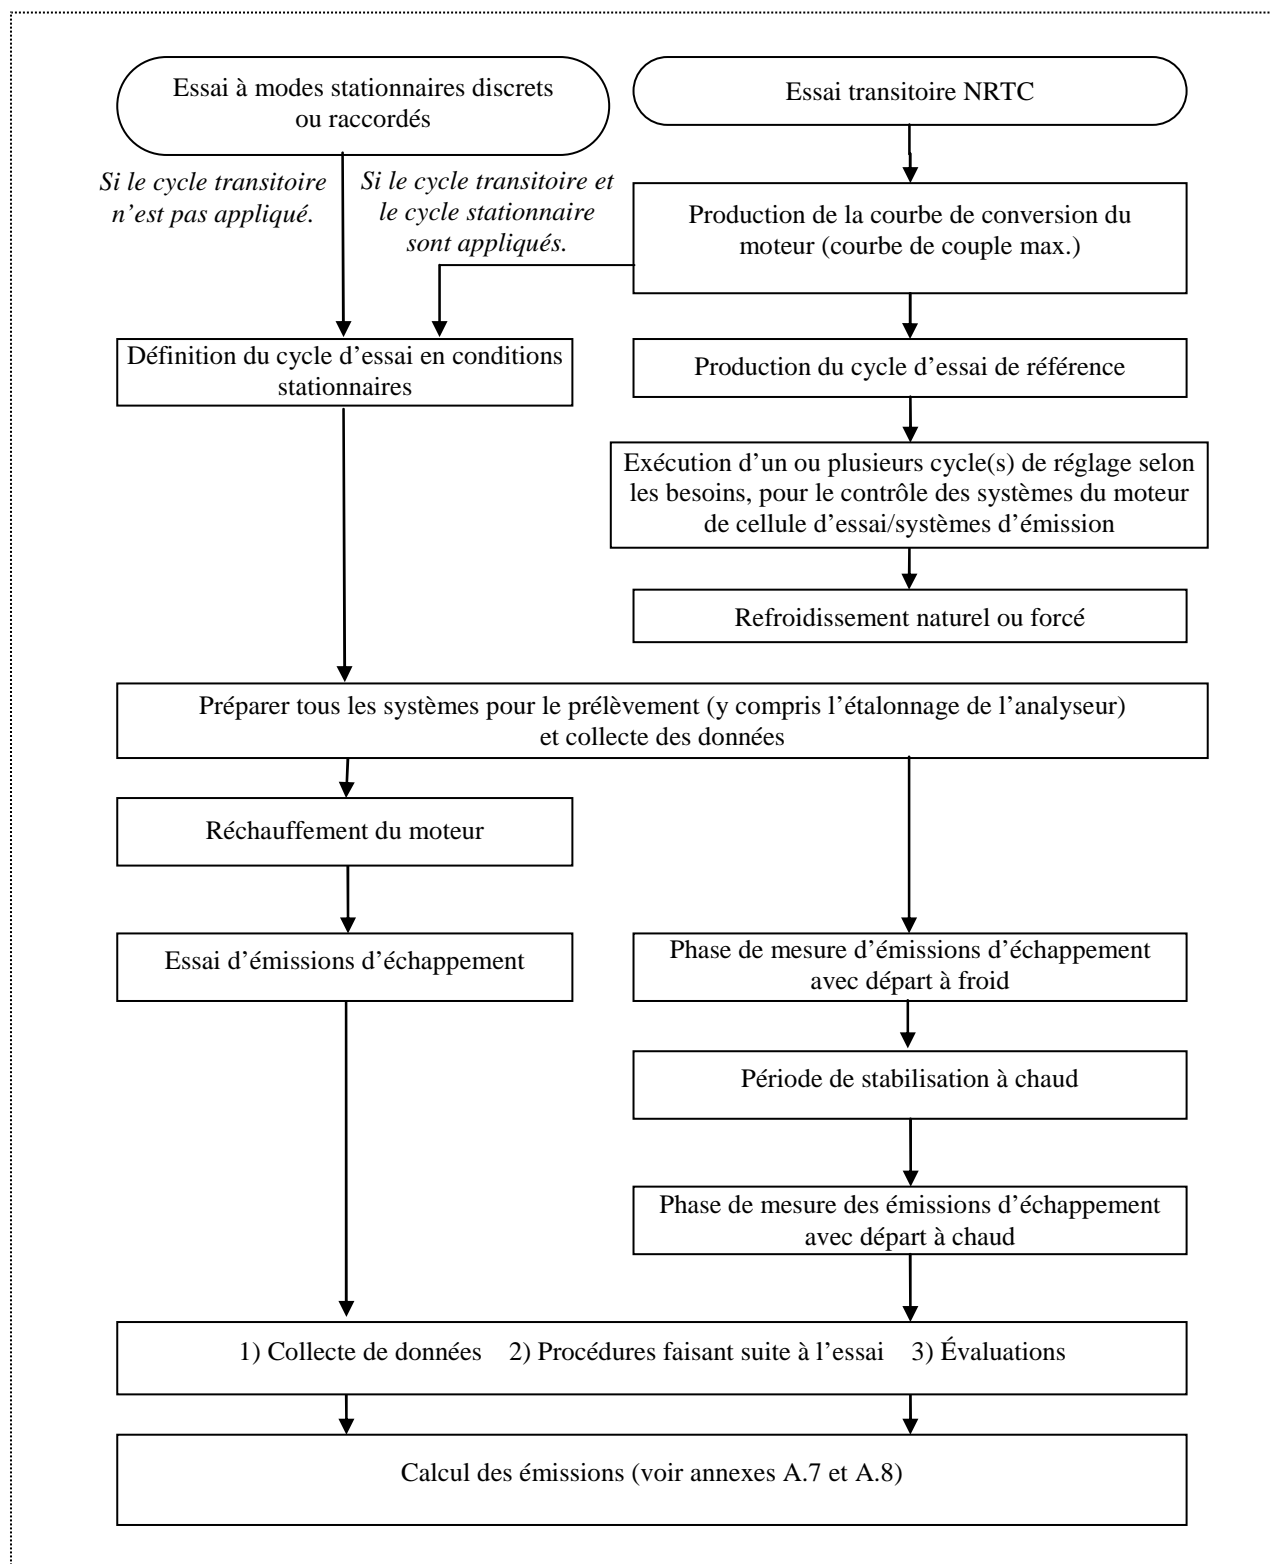 Essai à modes stationnaires discrets
ou raccordés
Essai transitoire NRTC
Si le cycle transitoire
n’est pas appliqué.
Si le cycle transitoire et
le cycle stationnaire
sont appliqués.
Production de la courbe de conversion du
moteur (courbe de couple max.)
Définition du cycle d’essai en conditions
stationnaires
Production du cycle d’essai de référence
Exécution d’un ou plusieurs cycle(s) de réglage selon
les besoins, pour le contrôle des systèmes du moteur
de cellule d’essai/systèmes d’émission
Refroidissement naturel ou forcé
Préparer tous les systèmes pour le prélèvement (y compris l’étalonnage de l’analyseur)
et collecte des données
Réchauffement du moteur
Essai d’émissions d’échappement
Phase de mesure d’émissions d’échappement
avec départ à froid
Période de stabilisation à chaud
Phase de mesure des émissions d’échappement
avec départ à chaud
1) Collecte de données 2) Procédures faisant suite à l’essai 3) Évaluations
Calcul des émissions (voir annexes A.7 et A.8)